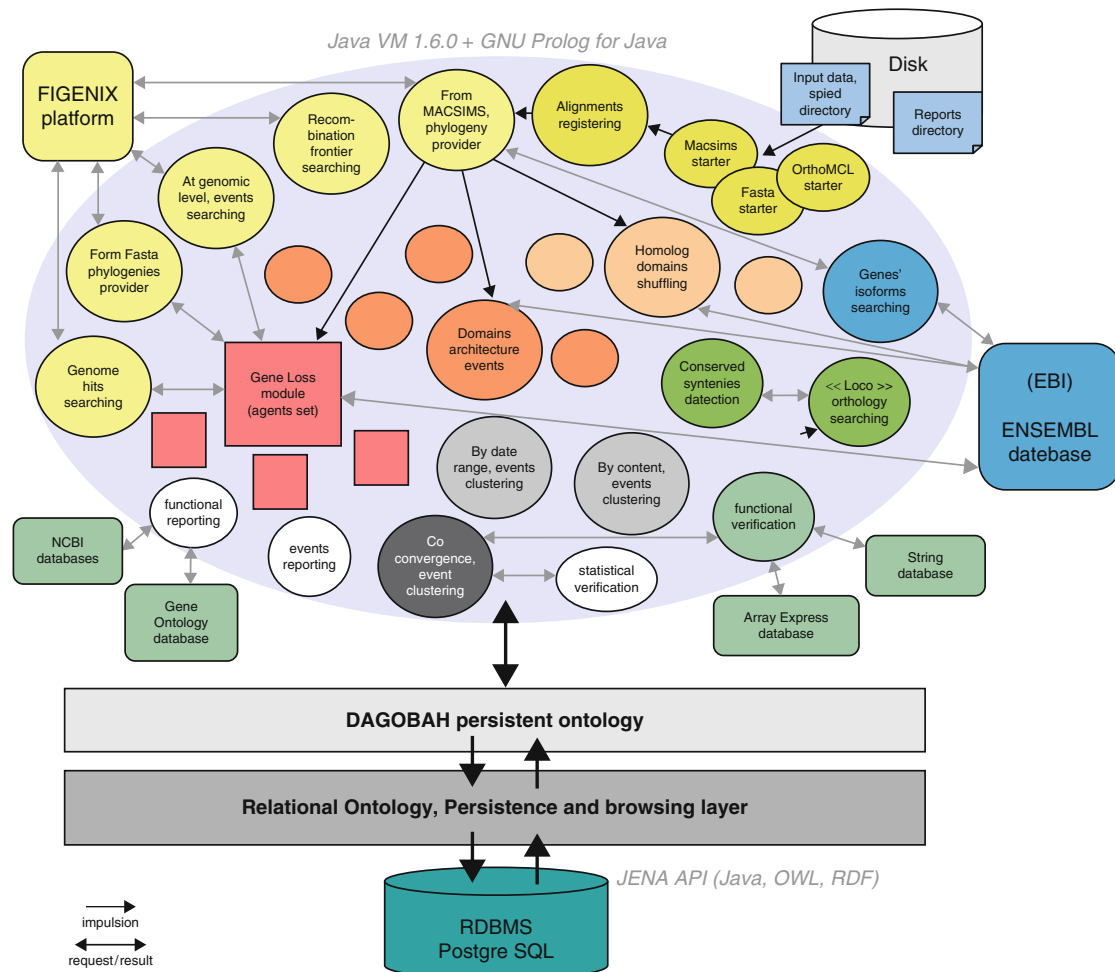 Java VM 1.6.0 + GNU Prolog for Java
Disk
Input data,
spied
directory
Reports
directory
FIGENIX
platform
From
MACSIMS,
phylogeny
provider
Alignments
registering
Recom-
bination
frontier
searching
Macsims
starter
OrthoMCL
starter
Fasta
starter
At genomic
level, events
searching
Form Fasta
phylogenies
provider
Homolog
domains
shuffling
Genes'
isoforms
searching
Domains
architecture
events
Genome
hits
searching
Gene Loss
module
(agents set)
Conserved
syntenies
datection
<< Loco >>
orthology
searching
(EBI)
ENSEMBL
datebase
By date
range, events
clustering
By content,
events
clustering
functional
reporting
functional
verification
NCBI
databases
events
reporting
Co
convergence,
event
clustering
statistical
verification
String
database
Gene
Ontology
database
Array Express
database
DAGOBAH persistent ontology
Relational Ontology, Persistence and browsing layer
JENA API (Java, OWL, RDF)
RDBMS
Postgre SQL
impulsion
request/result